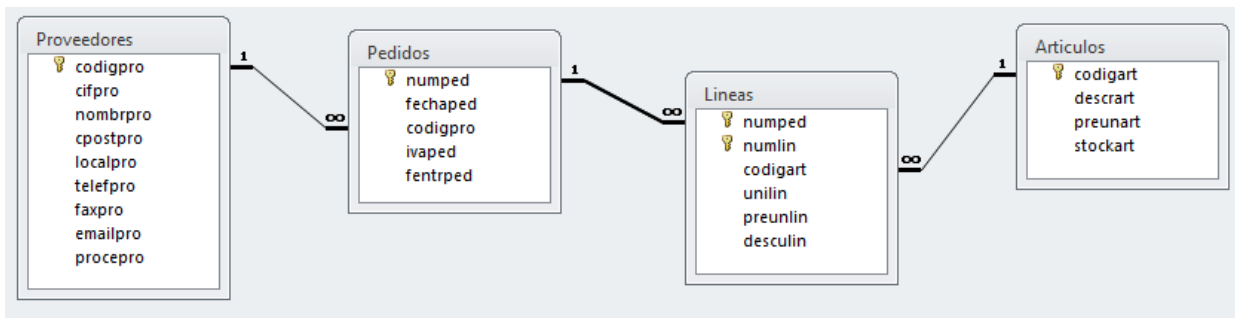 Proveedores
codigpro
cifpro
nombrpro
cpostpro
localpro
telefpro
faxpro
emailpro
procepro
1
∞
Pedidos
numped
fechaped
codigpro
ivaped
fentrped
1
∞
Lineas
numped
numlin
codigart
unilin
preunlin
desculin
∞
1
Articulos
codigart
descrart
preunart
stockart